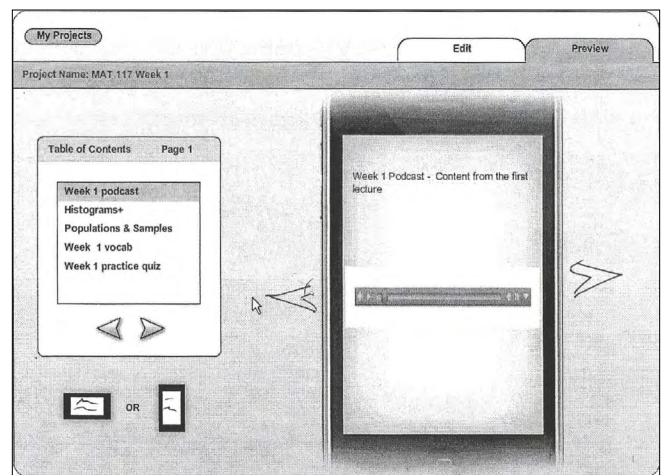 My Projects
Edit
Preview
Project Name: MAT 117 Week 1
Table of Contents Page 1
Week 1 podcast
Histograms+
Populations & Samples
Week 1 vocab
Week 1 practice quiz
OR
Week 1 Podcast - Content from the first
lecture